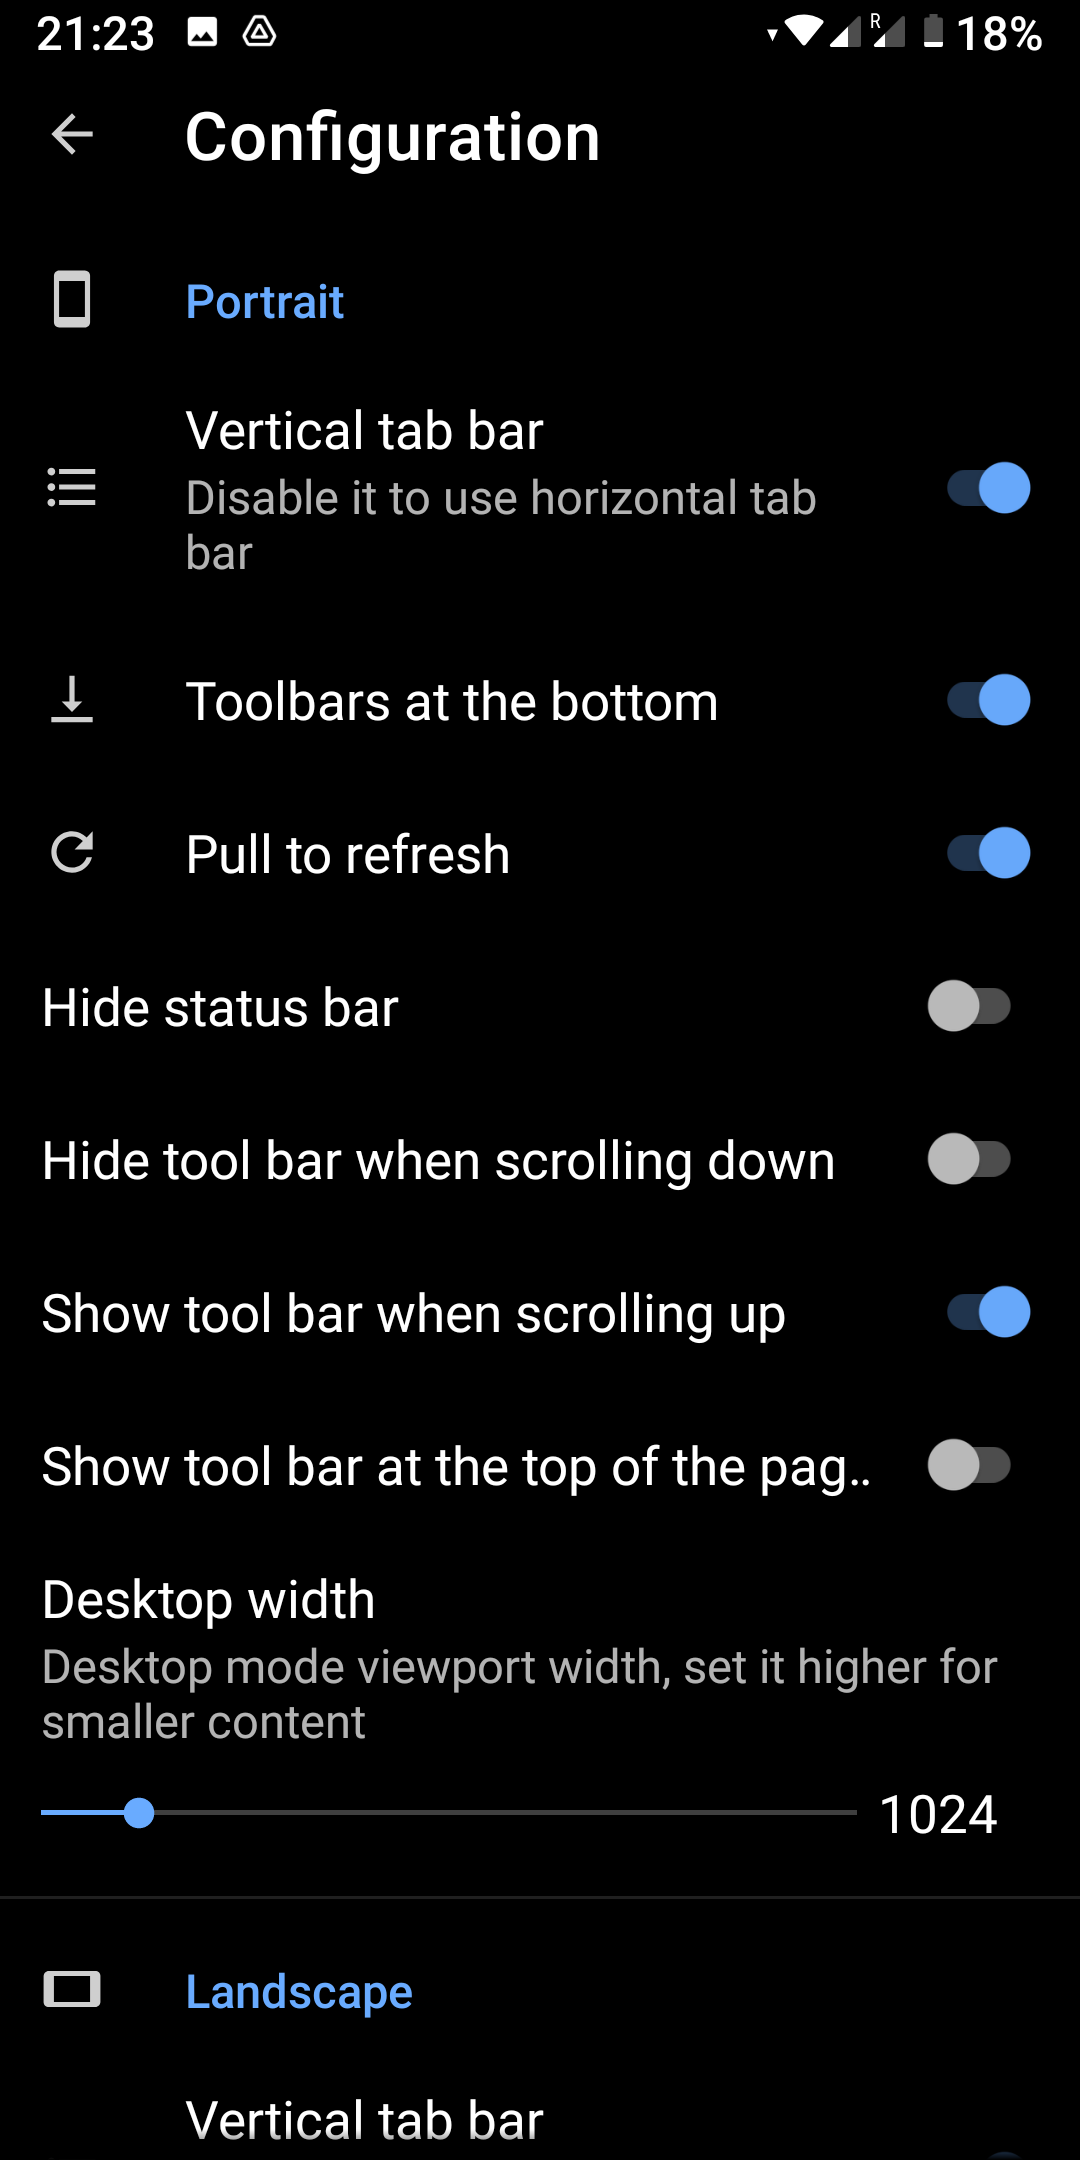 21:23 R 18%
Configuration
Portrait
Vertical tab bar
Disable it to use horizontal tab
bar
Toolbars at the bottom
Pull to refresh
Hide status bar
Hide tool bar when scrolling down
Show tool bar when scrolling up
Show tool bar at the top of the pag..
Desktop width
Desktop mode viewport width, set it higher for
smaller content
1024
Landscape
Vertical tab bar